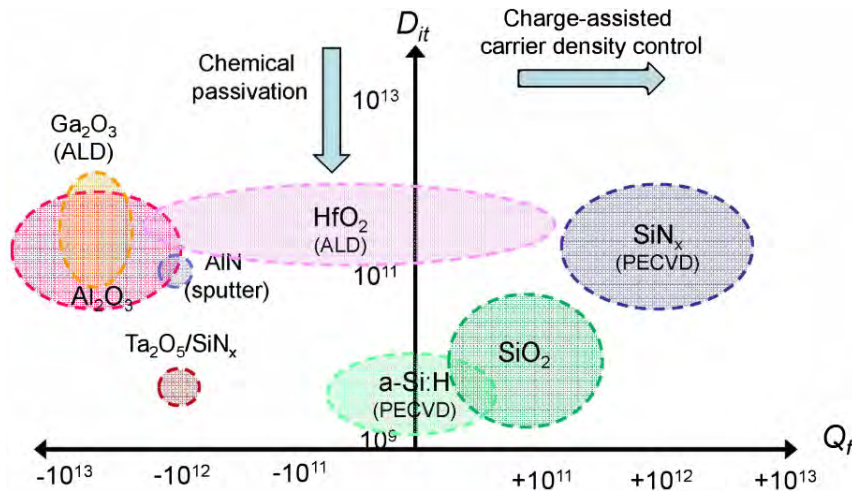 D_it
Charge-assisted
carrier density control
Chemical
passivation
10^13
Ga₂O₃
(ALD)
HfO₂
(ALD)
SiNₓ
(PECVD)
10^11
AlN
(sputter)
Al₂O₃
Ta₂O₅/SiNₓ
SiO₂
a-Si:H
(PECVD)
10^9
Q_f
-10^13
-10^12
-10^11
+10^11
+10^12
+10^13